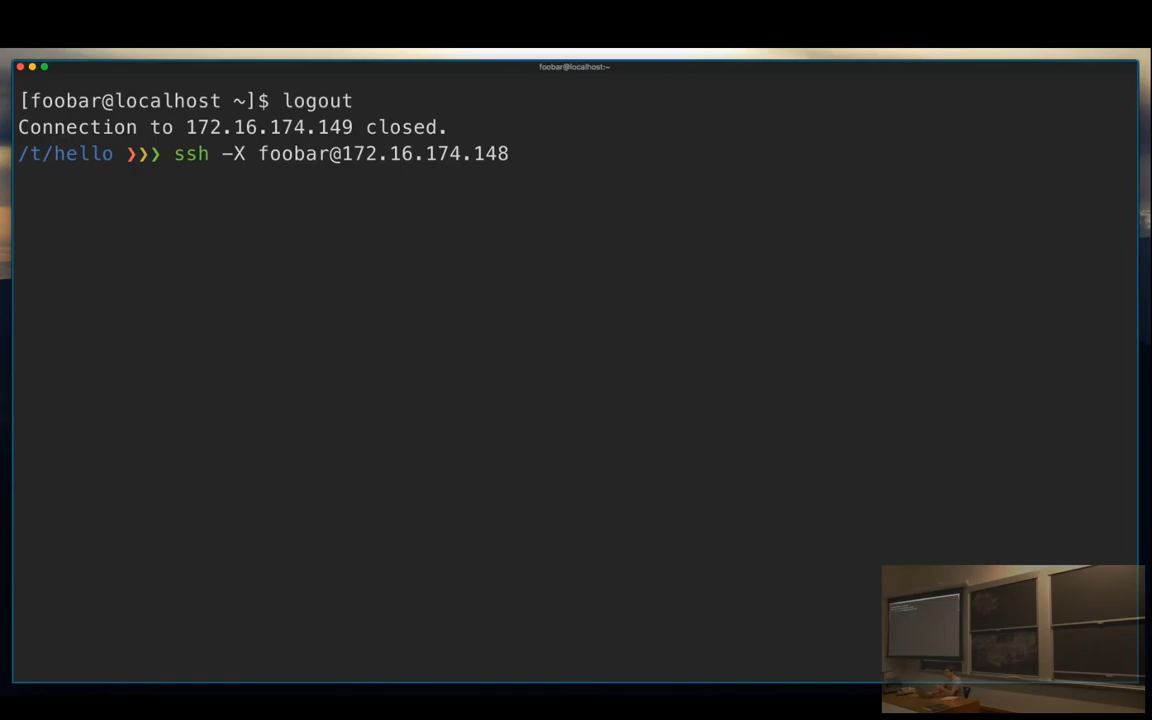 foobar@localhost:~
[foobar@localhost ~]$ logout
Connection to 172.16.174.149 closed.
/t/hello ❯❯❯ ssh -X foobar@172.16.174.148